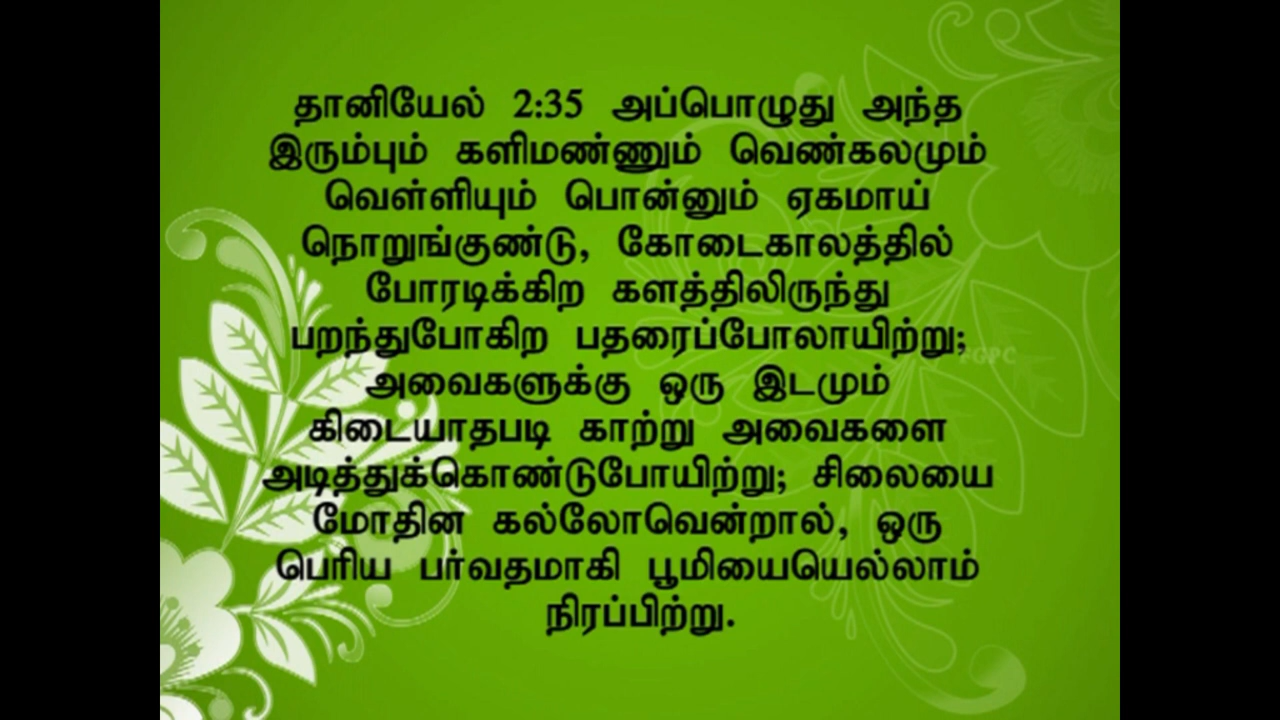 தானியேல் 2:35 அப்பொழுது அந்த
இரும்பும் களிமண்ணும் வெண்கலமும்
வெள்ளியும் பொன்னும் ஏகமாய்
நொறுங்குண்டு, கோடைகாலத்தில்
போரடிக்கிற களத்திலிருந்து
பறந்துபோகிற பதரைப்போலாயிற்று;
அவைகளுக்கு ஒரு இடமும்
கிடையாதபடி காற்று அவைகளை
அடித்துக்கொண்டுபோயிற்று; சிலையை
மோதின கல்லோவென்றால், ஒரு
பெரிய பர்வதமாகி பூமியையெல்லாம்
நிரப்பிற்று.